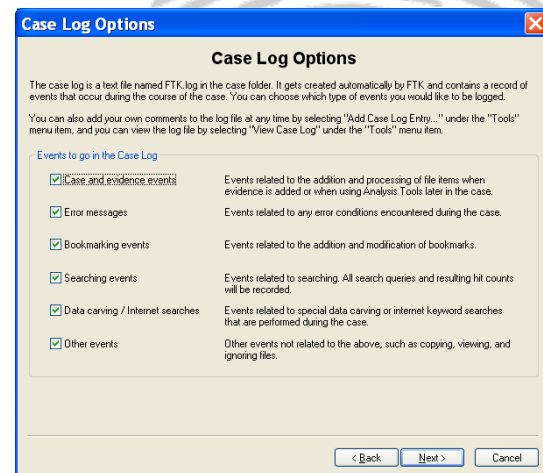 Case Log Options
Case Log Options
The case log is a text file named FTK.log in the case folder. It gets created automatically by FTK and contains a record of
events that occur during the course of the case. You can choose which type of events you would like to be logged.
You can also add your own comments to the log file at any time by selecting "Add Case Log Entry..." under the "Tools"
menu item, and you can view the log file by selecting "View Case Log" under the "Tools" menu item.
Events to go in the Case Log
Case and evidence events
Events related to the addition and processing of file items when
evidence is added or when using Analysis Tools later in the case.
Error messages
Events related to any error conditions encountered during the case.
Bookmarking events
Events related to the addition and modification of bookmarks.
Searching events
Events related to searching. All search queries and resulting hit counts
will be recorded.
Data carving / Internet searches
Events related to special data carving or internet keyword searches
that are performed during the case.
Other events
Other events not related to the above, such as copying, viewing, and
ignoring files.
< Back
Next >
Cancel